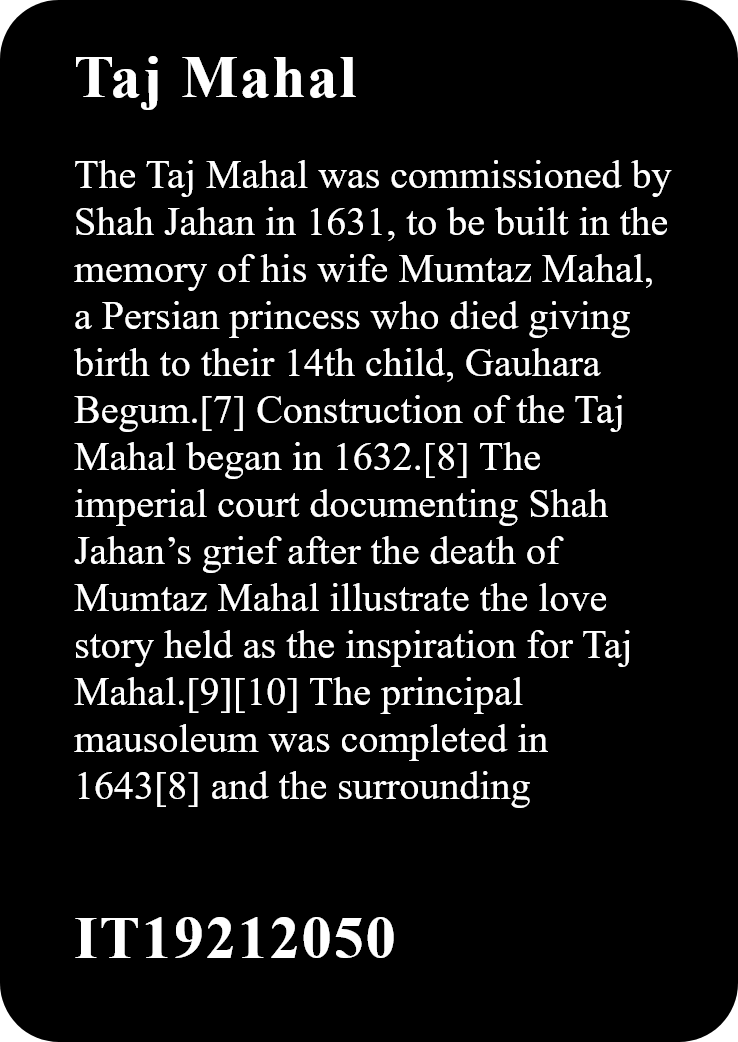 Taj Mahal
The Taj Mahal was commissioned by
Shah Jahan in 1631, to be built in the
memory of his wife Mumtaz Mahal,
a Persian princess who died giving
birth to their 14th child, Gauhara
Begum.[7] Construction of the Taj
Mahal began in 1632.[8] The
imperial court documenting Shah
Jahan’s grief after the death of
Mumtaz Mahal illustrate the love
story held as the inspiration for Taj
Mahal.[9][10] The principal
mausoleum was completed in
1643[8] and the surrounding
IT19212050